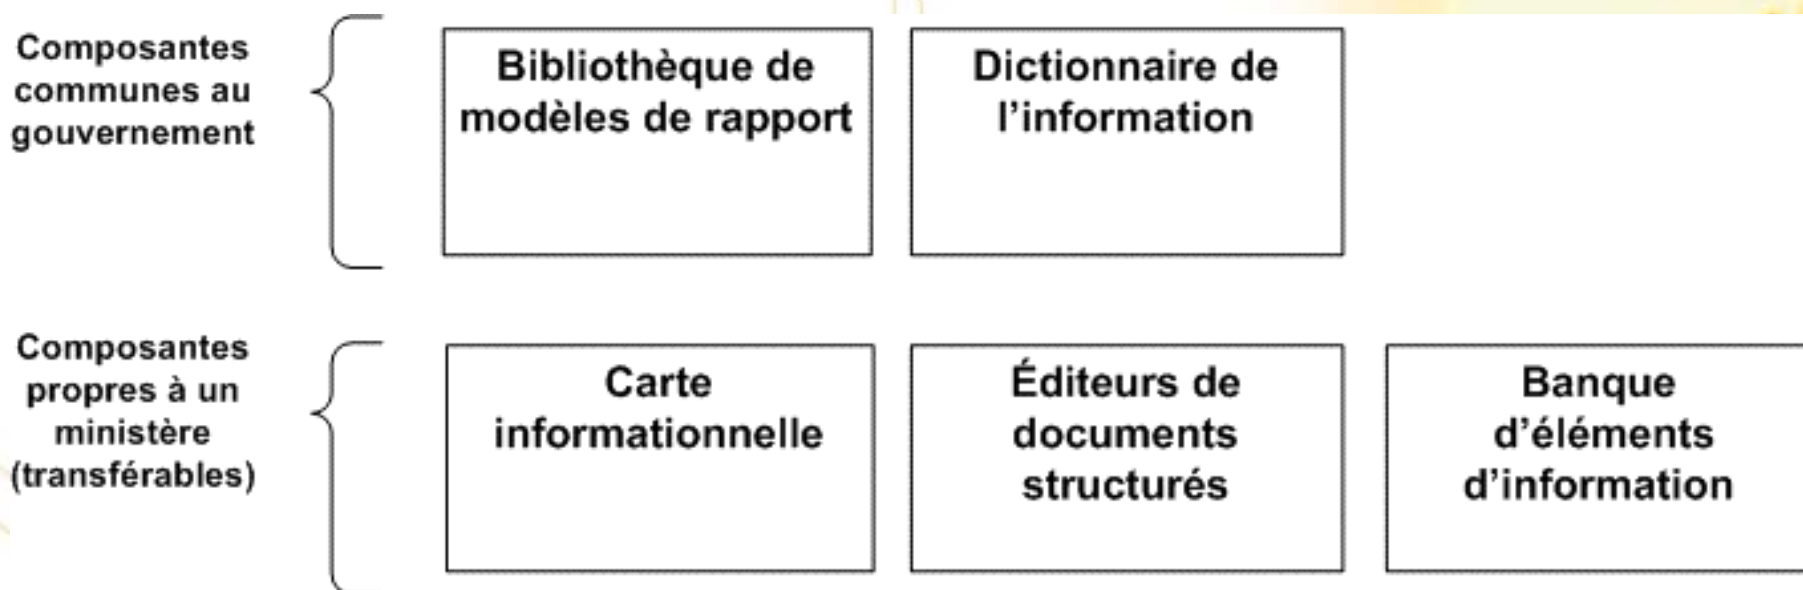 Composantes
communes au
gouvernement
Bibliothèque de
modèles de rapport
Dictionnaire de
l’information
Composantes
propres à un
ministère
(transférables)
Carte
informationnelle
Éditeurs de
documents
structurés
Banque
d’éléments
d’information